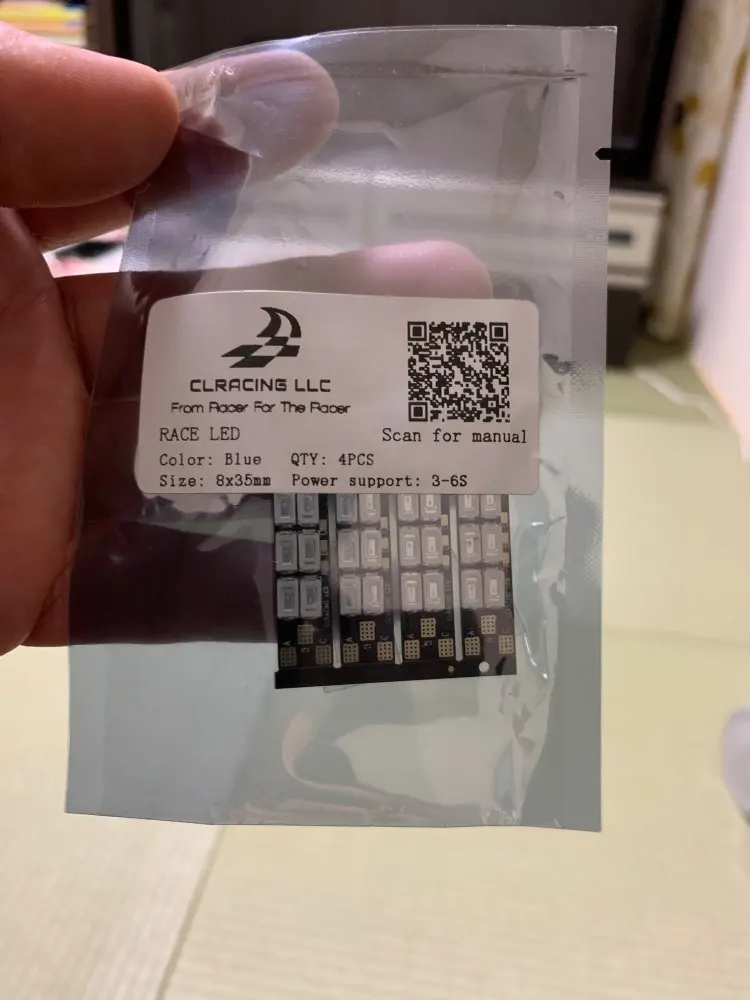 CLRACING LLC
From Racer For The Racer
RACE LED
Scan for manual
Color: Blue QTY: 4PCS
Size: 8x35mm Power support: 3-6S
A
C
A
C
A
C
A
C